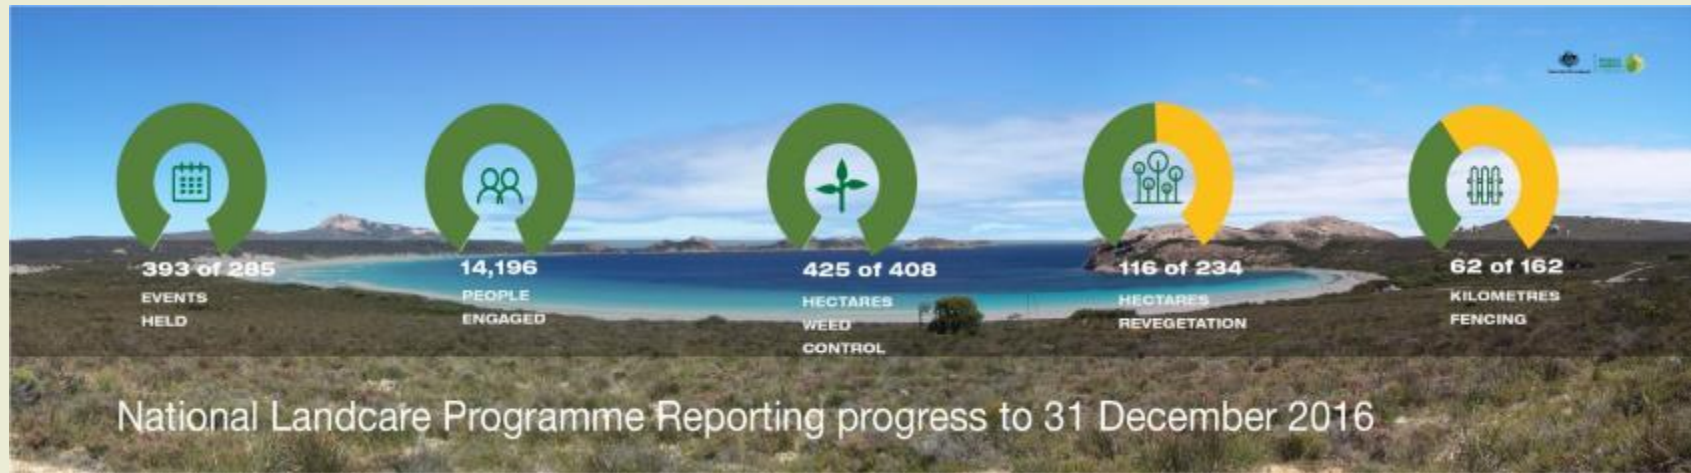 393 of 285
EVENTS
HELD
14,196
PEOPLE
ENGAGED
425 of 408
HECTARES
WEED
CONTROL
116 of 234
HECTARES
REVEGETATION
62 of 162
KILOMETRES
FENCING
National Landcare Programme Reporting progress to 31 December 2016